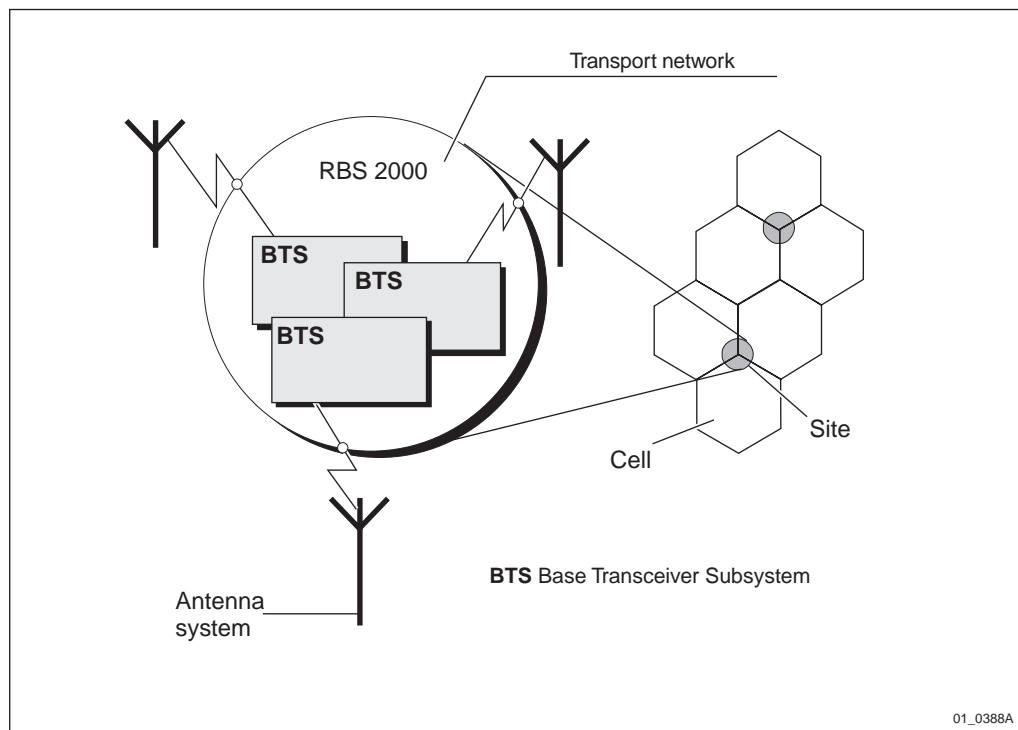 Transport network
RBS 2000
BTS
BTS
BTS
Site
Cell
BTS Base Transceiver Subsystem
Antenna
system
01_0388A